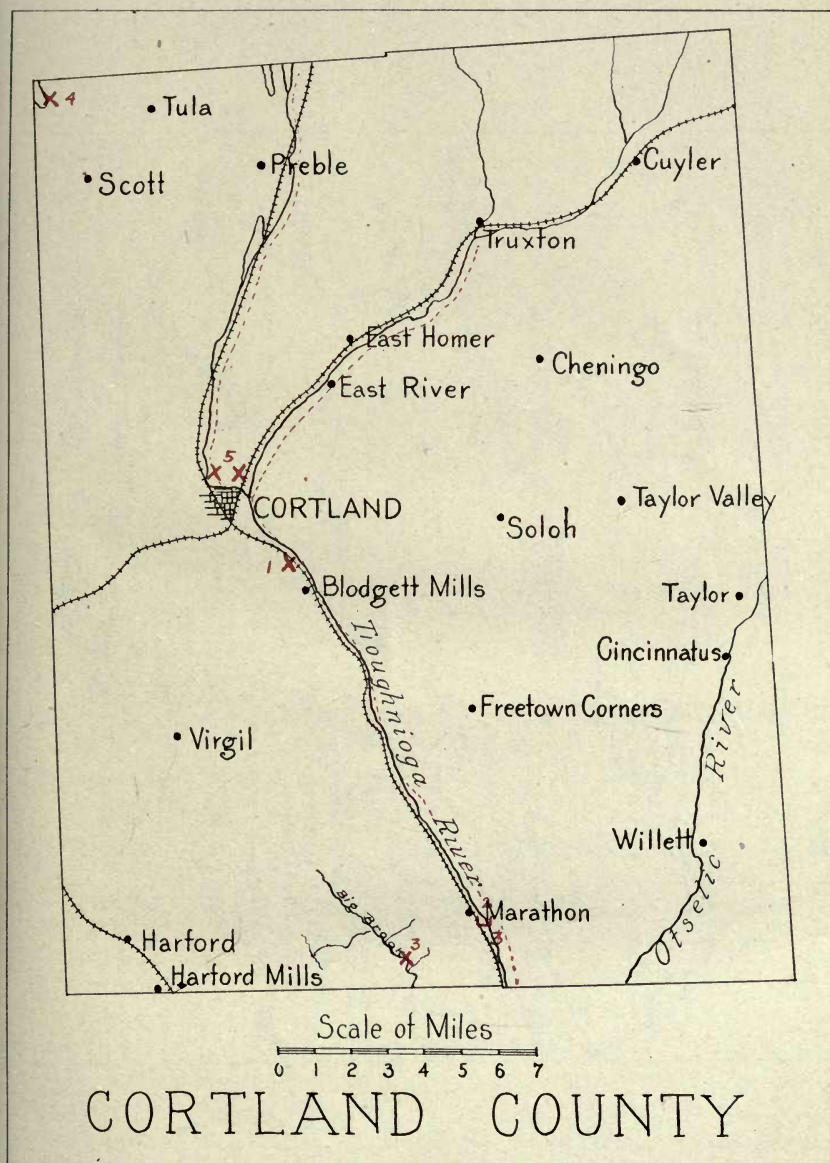 4
Tula
Scott
Preble
Cuyler
Truxton
East Homer
East River
Cheningo
5
CORTLAND
Taylor Valley
Soloh
1
Blodgett Mills
Taylor
Cincinnatus
Tioughnioga River
Freetown Corners
Virgil
Otselic River
Willett
Big Brook
Marathon
3
Harford
Harford Mills
Scale of Miles
0 1 2 3 4 5 6 7
CORTLAND COUNTY